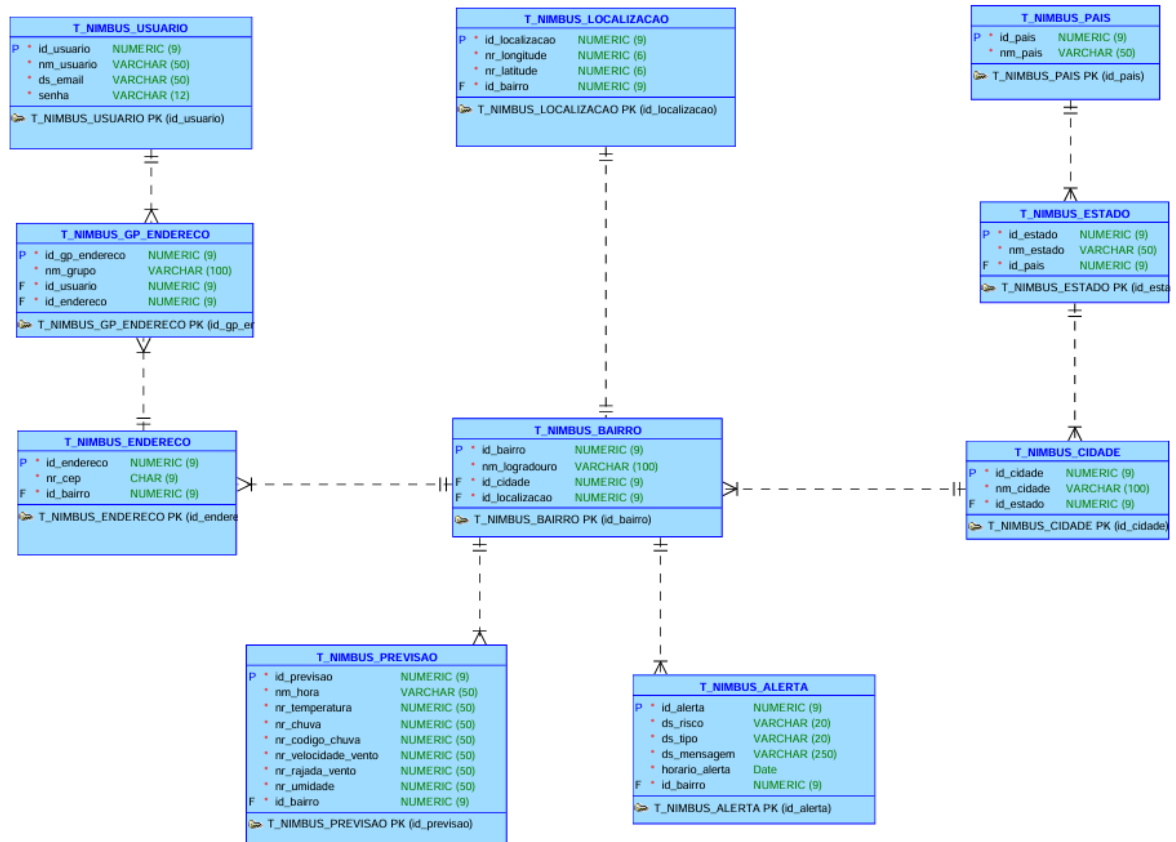 T_NIMBUS_USUARIO
P * id_usuario NUMERIC (9)
* nm_usuario VARCHAR (50)
* ds_email VARCHAR (50)
* senha VARCHAR (12)
T_NIMBUS_USUARIO PK (id_usuario)
T_NIMBUS_LOCALIZACAO
P * id_localizacao NUMERIC (9)
* nr_longitude NUMERIC (6)
* nr_latitude NUMERIC (6)
F * id_bairro NUMERIC (9)
T_NIMBUS_LOCALIZACAO PK (id_localizacao)
T_NIMBUS_PAIS
P * id_pais NUMERIC (9)
* nm_pais VARCHAR (50)
T_NIMBUS_PAIS PK (id_pais)
T_NIMBUS_GP_ENDERECO
P * id_gp_endereco NUMERIC (9)
* nm_grupo VARCHAR (100)
F * id_usuario NUMERIC (9)
F * id_endereco NUMERIC (9)
T_NIMBUS_GP_ENDERECO PK (id_gp_er
T_NIMBUS_ESTADO
P * id_estado NUMERIC (9)
* nm_estado VARCHAR (50)
F * id_pais NUMERIC (9)
T_NIMBUS_ESTADO PK (id_esta
T_NIMBUS_ENDERECO
P * id_endereco NUMERIC (9)
* nr_cep CHAR (9)
F * id_bairro NUMERIC (9)
T_NIMBUS_ENDERECO PK (id_endere
T_NIMBUS_BAIRRO
P * id_bairro NUMERIC (9)
* nm_logradouro VARCHAR (100)
F * id_cidade NUMERIC (9)
F * id_localizacao NUMERIC (9)
T_NIMBUS_BAIRRO PK (id_bairro)
T_NIMBUS_CIDADE
P * id_cidade NUMERIC (9)
* nm_cidade VARCHAR (100)
F * id_estado NUMERIC (9)
T_NIMBUS_CIDADE PK (id_cidade)
T_NIMBUS_PREVISAO
P * id_previsao NUMERIC (9)
* nm_hora VARCHAR (50)
* nr_temperatura NUMERIC (50)
* nr_chuva NUMERIC (50)
* nr_codigo_chuva NUMERIC (50)
* nr_velocidade_vento NUMERIC (50)
* nr_rajada_vento NUMERIC (50)
* nr_umidade NUMERIC (50)
F * id_bairro NUMERIC (9)
T_NIMBUS_PREVISAO PK (id_previsao)
T_NIMBUS_ALERTA
P * id_alerta NUMERIC (9)
* ds_risco VARCHAR (20)
* ds_tipo VARCHAR (20)
* ds_mensagem VARCHAR (250)
* horario_alerta Date
F * id_bairro NUMERIC (9)
T_NIMBUS_ALERTA PK (id_alerta)